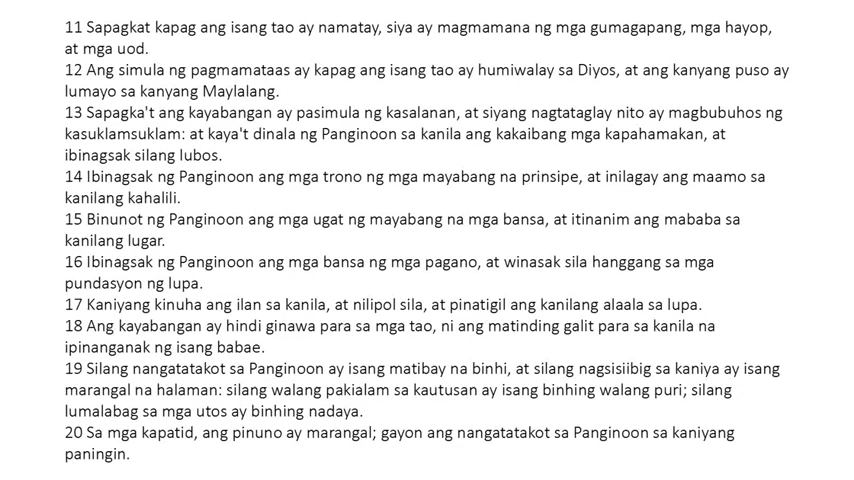 11 Sapagkat kapag ang isang tao ay namatay, siya ay magmamana ng mga gumagapang, mga hayop,
at mga uod.
12 Ang simula ng pagmamataas ay kapag ang isang tao ay humiwalay sa Diyos, at ang kanyang puso ay
lumayo sa kanyang Maylalang.
13 Sapagka't ang kayabangan ay pasimula ng kasalanan, at siyang nagtataglay nito ay magbubuhos ng
kasuklamsuklam: at kaya't dinala ng Panginoon sa kanila ang kakaibang mga kapahamakan, at
ibinagsak silang lubos.
14 Ibinagsak ng Panginoon ang mga trono ng mga mayabang na prinsipe, at inilagay ang maamo sa
kanilang kahalili.
15 Binunot ng Panginoon ang mga ugat ng mayabang na mga bansa, at itinanim ang mababa sa
kanilang lugar.
16 Ibinagsak ng Panginoon ang mga bansa ng mga pagano, at winasak sila hanggang sa mga
pundasyon ng lupa.
17 Kaniyang kinuha ang ilan sa kanila, at nilipol sila, at pinatigil ang kanilang alaala sa lupa.
18 Ang kayabangan ay hindi ginawa para sa mga tao, ni ang matinding galit para sa kanila na
ipinanganak ng isang babae.
19 Silang nangatatakot sa Panginoon ay isang matibay na binhi, at silang nagsisiibig sa kaniya ay isang
marangal na halaman: silang walang pakialam sa kautusan ay isang binhing walang puri; silang
lumalabag sa mga utos ay binhing nadaya.
20 Sa mga kapatid, ang pinuno ay marangal; gayon ang nangatatakot sa Panginoon sa kaniyang
paningin.